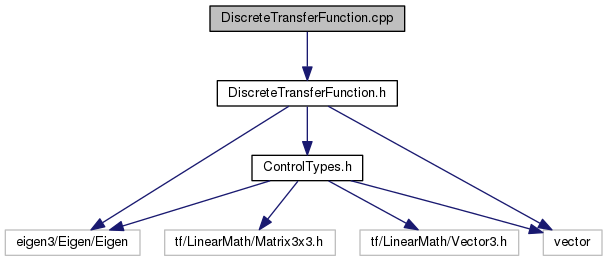 DiscreteTransferFunction.cpp
DiscreteTransferFunction.h
ControlTypes.h
eigen3/Eigen/Eigen
tf/LinearMath/Matrix3x3.h
tf/LinearMath/Vector3.h
vector